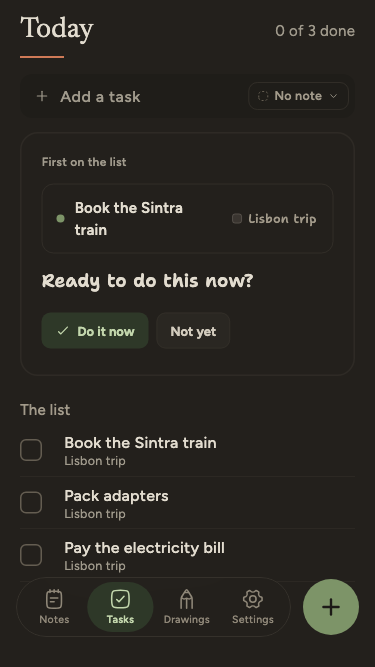 Today
0 of 3 done
Add a task
No note
First on the list
Book the Sintra
train
Lisbon trip
Ready to do this now?
Do it now
Not yet
The list
Book the Sintra train
Lisbon trip
Pack adapters
Lisbon trip
Pay the electricity bill
Lisbon trip
Notes
Tasks
Drawings
Settings